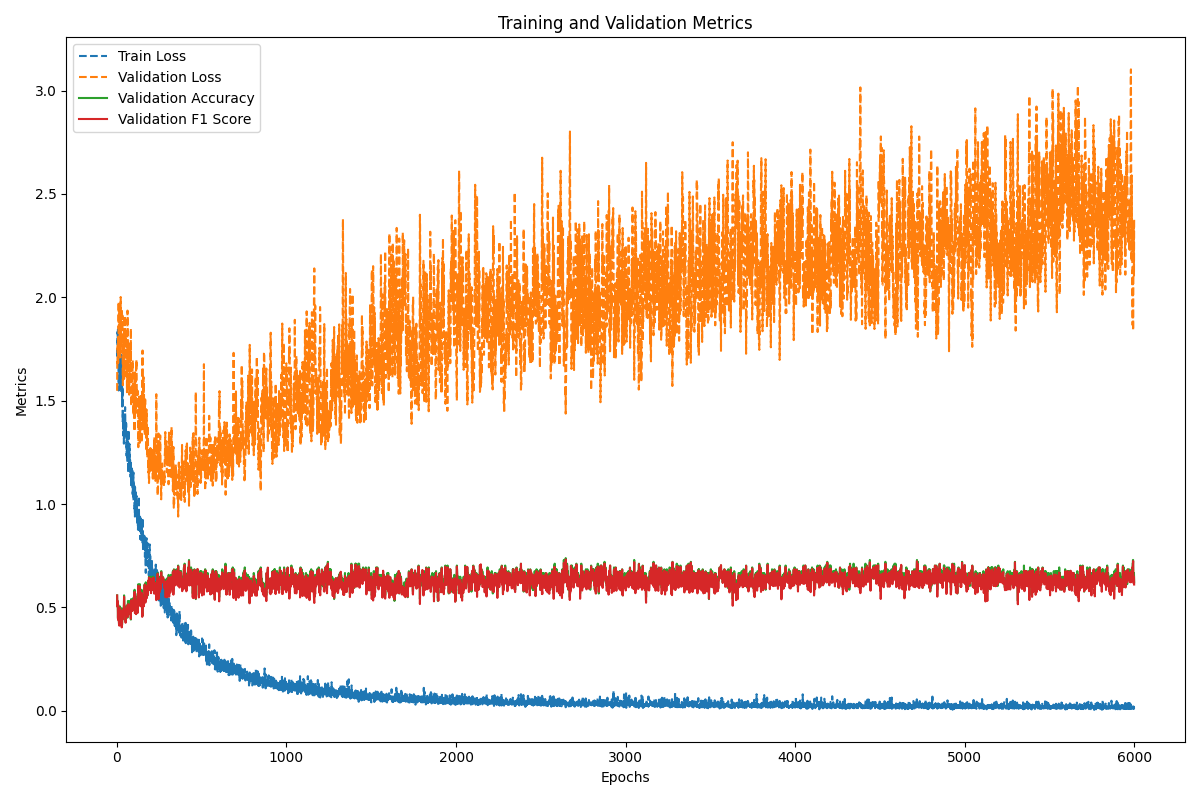 Training and Validation Metrics
Train Loss
Validation Loss
Validation Accuracy
Validation F1 Score
Metrics
3.0
2.5
2.0
1.5
1.0
0.5
0.0
0 1000 2000 3000 4000 5000 6000
Epochs